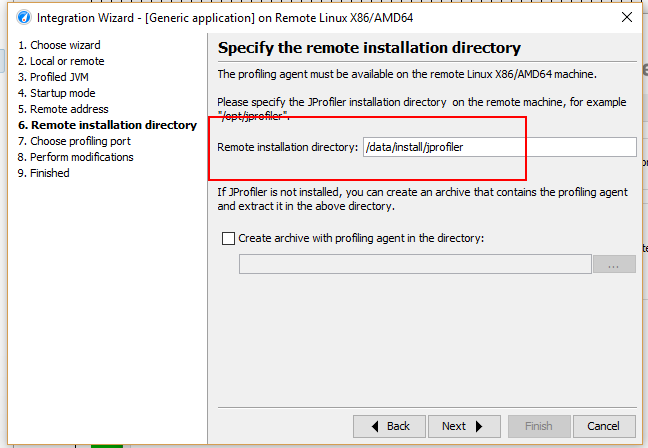 Integration Wizard - [Generic application] on Remote Linux X86/AMD64
1. Choose wizard
2. Local or remote
3. Profiled JVM
4. Startup mode
5. Remote address
6. Remote installation directory
7. Choose profiling port
8. Perform modifications
9. Finished
Specify the remote installation directory
The profiling agent must be available on the remote Linux X86/AMD64 machine.
Please specify the JProfiler installation directory on the remote machine, for example
"/opt/jprofiler".
Remote installation directory: /data/install/jprofiler
If JProfiler is not installed, you can create an archive that contains the profiling agent
and extract it in the above directory.
Create archive with profiling agent in the directory:
...
Back Next Finish Cancel